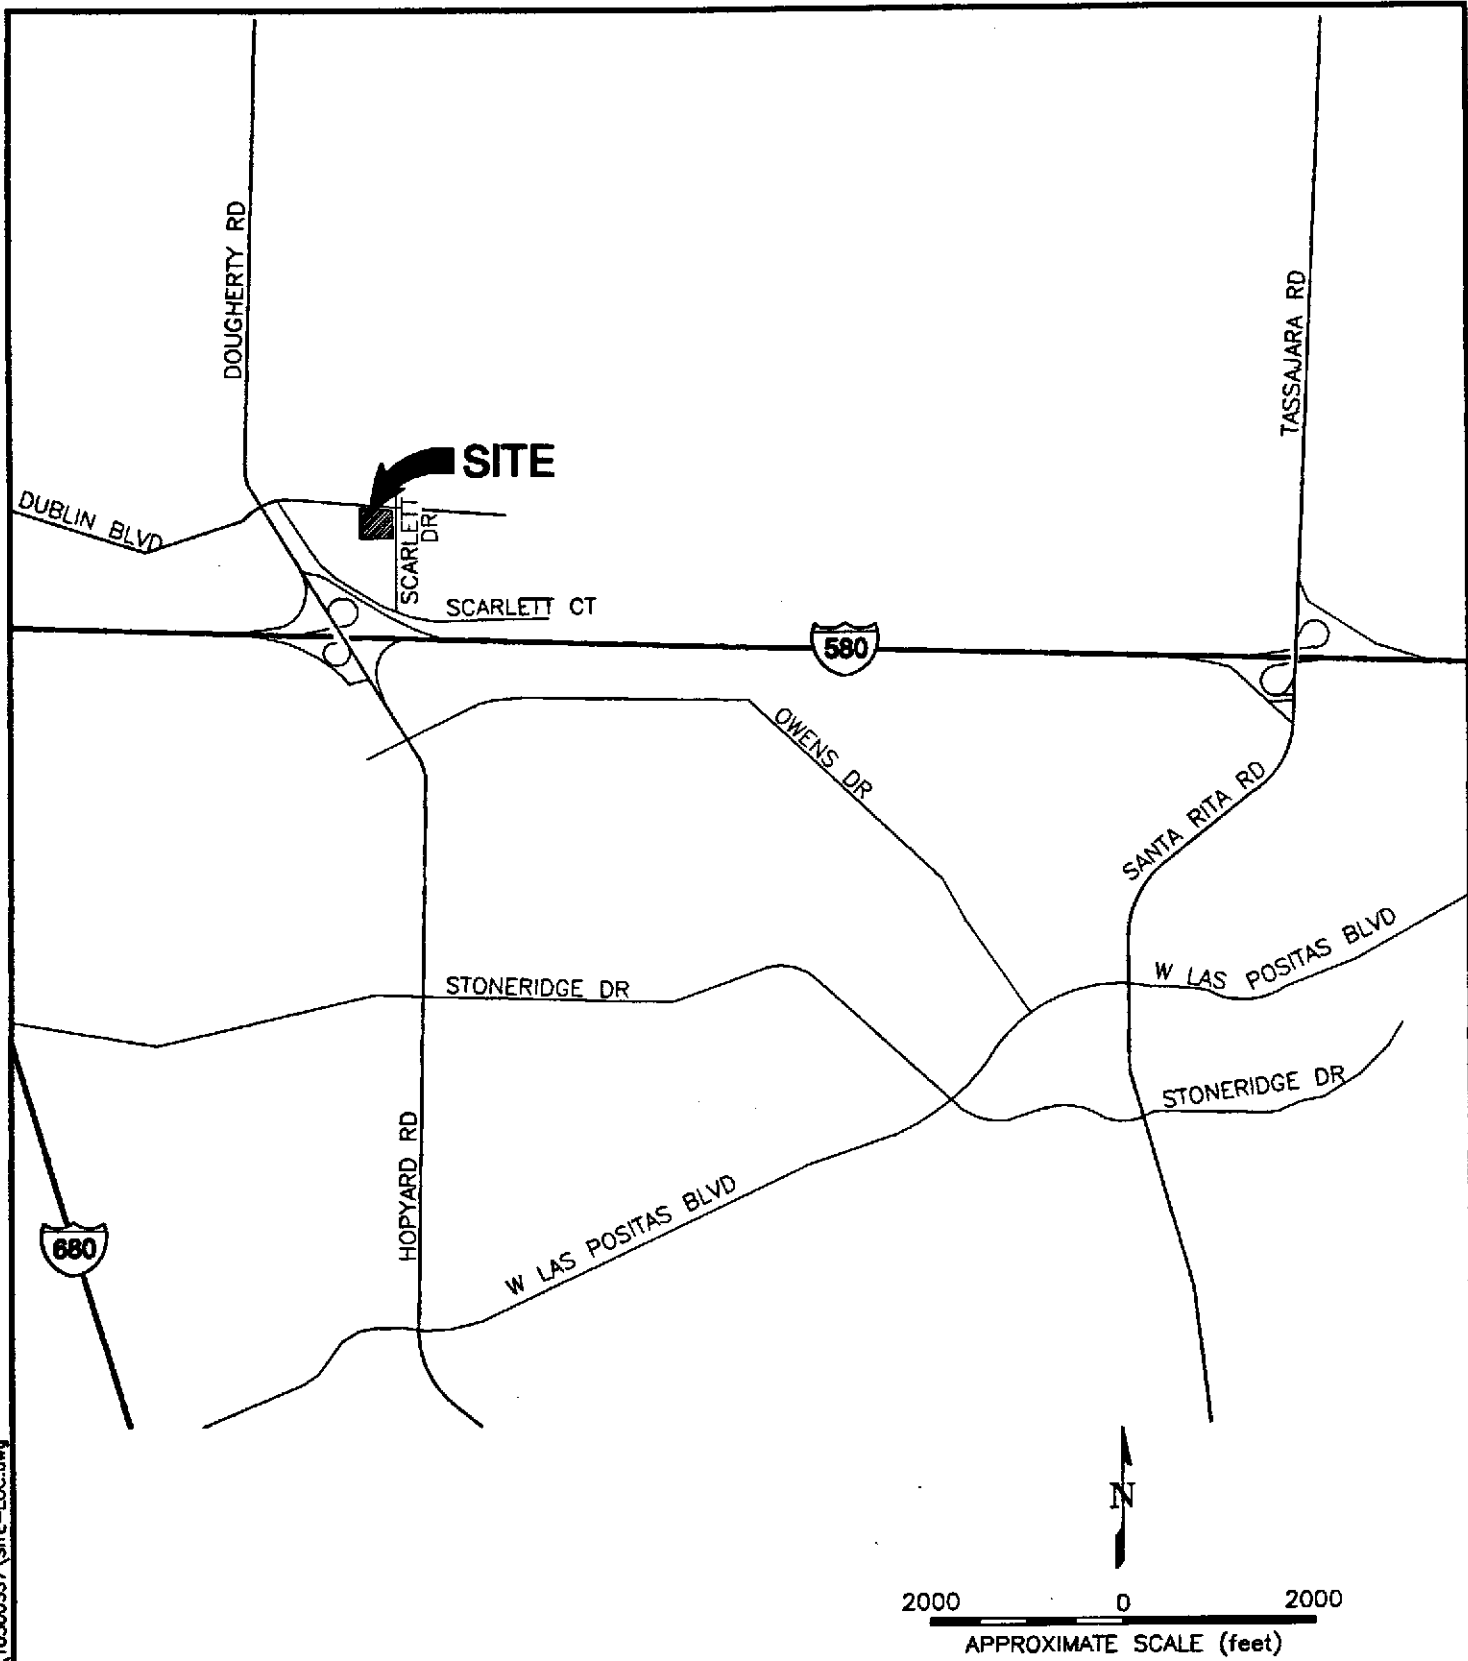 DOUGHERTY RD
TASSAJARA RD
SITE
DUBLIN BLVD
SCARLETT
DR
SCARLETT CT
580
OWENS DR
SANTA RITA RD
W LAS POSITAS BLVD
STONERIDGE DR
STONERIDGE DR
HOPYARD RD
W LAS POSITAS BLVD
680
N
2000 0 2000
APPROXIMATE SCALE (feet)